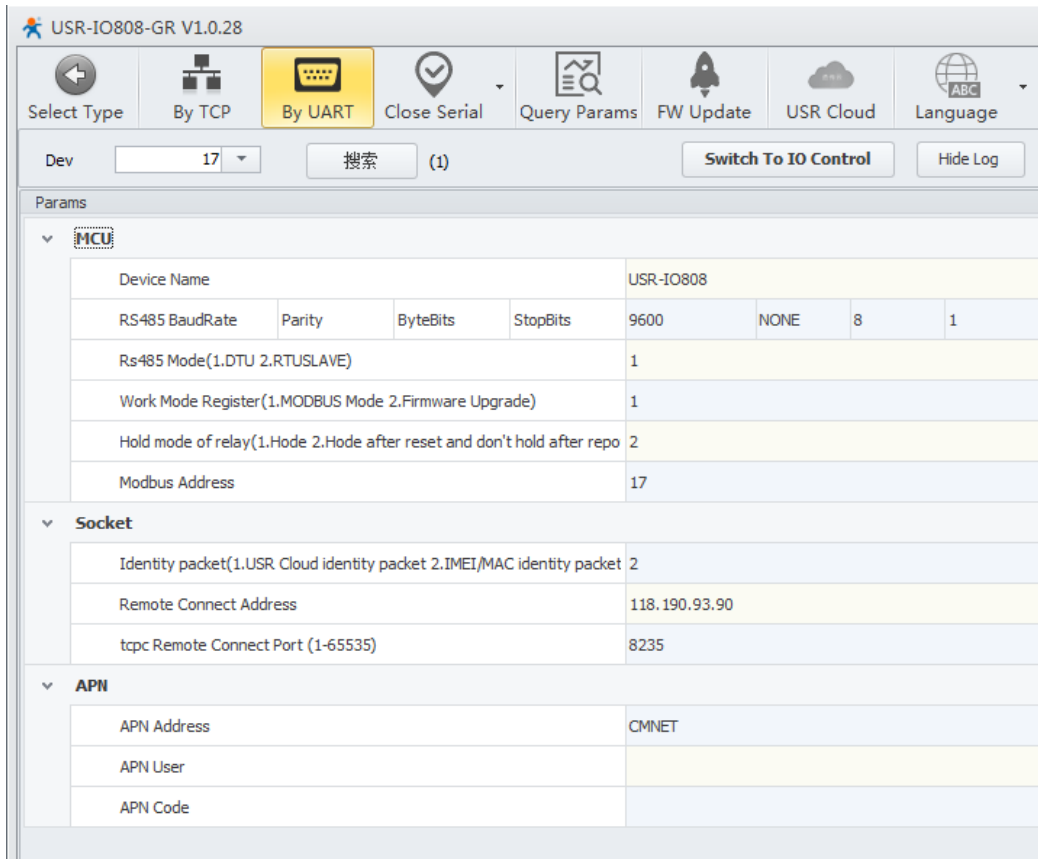 USR-IO808-GR V1.0.28
Select Type By TCP By UART Close Serial Query Params FW Update USR Cloud ABC Language
Dev 17 搜索 (1) Switch To IO Control Hide Log
Params
MCU
Device Name USR-IO808
RS485 BaudRate Parity ByteBits StopBits 9600 NONE 8 1
Rs485 Mode(1.DTU 2.RTUSLAVE) 1
Work Mode Register(1.MODBUS Mode 2.Firmware Upgrade) 1
Hold mode of relay(1.Hode 2.Hode after reset and don't hold after repo 2
Modbus Address 17
Socket
Identity packet(1.USR Cloud identity packet 2.IMEI/MAC identity packet 2
Remote Connect Address 118.190.93.90
tcpc Remote Connect Port (1-65535) 8235
APN
APN Address CMNET
APN User
APN Code